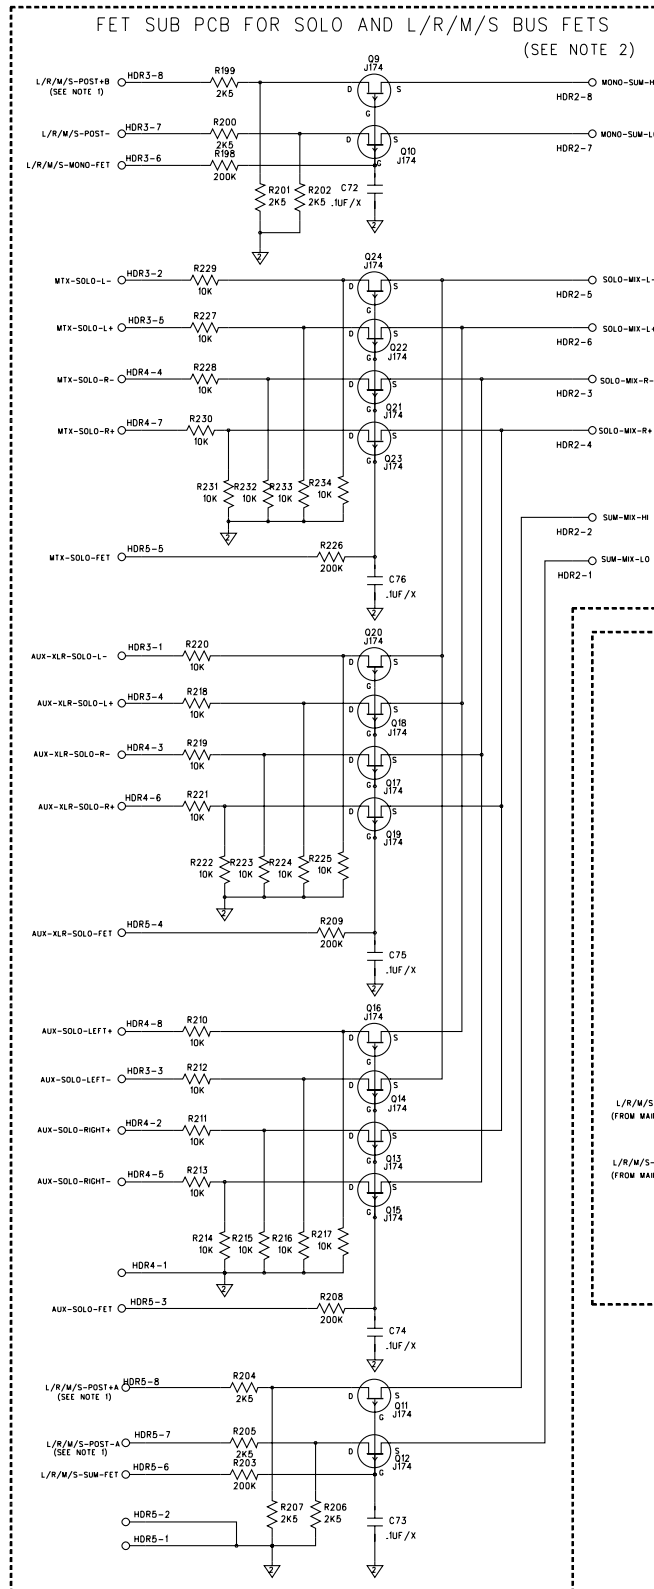 FET SUB PCB FOR SOLO AND L/R/M/S BUS FETS
(SEE NOTE 2)
Q9
J174
L/R/M/S-POST+B HDR3-8 R199 D S MONO-SUM-H
(SEE NOTE 1) 2K5 G HDR2-8
L/R/M/S-POST- HDR3-7 R200 D S MONO-SUM-L
2K5 Q10 HDR2-7
L/R/M/S-MONO-FET HDR3-6 R198 G J174
200K
R201 R202 C72
2K5 2K5 .1UF/X
2 2
Q24
J174
MTX-SOLO-L- HDR3-2 R229 D S SOLO-MIX-L-
10K G HDR2-5
MTX-SOLO-L+ HDR3-5 R227 D S SOLO-MIX-L+
10K Q22 HDR2-6
G J174
MTX-SOLO-R- HDR4-4 R228 D S SOLO-MIX-R-
10K Q21 HDR2-3
G J174
MTX-SOLO-R+ HDR4-7 R230 D S SOLO-MIX-R+
10K Q23 HDR2-4
G J174
R231 R232 R233 R234
10K 10K 10K 10K
2
SUM-MIX-HI
HDR2-2
MTX-SOLO-FET HDR5-5 R226 SUM-MIX-LO
200K HDR2-1
C76
.1UF/X
2
Q20
J174
AUX-XLR-SOLO-L- HDR3-1 R220 D S
10K G
AUX-XLR-SOLO-L+ HDR3-4 R218 D S
10K Q18
G J174
AUX-XLR-SOLO-R- HDR4-3 R219 D S
10K Q17
G J174
AUX-XLR-SOLO-R+ HDR4-6 R221 D S
10K Q19
G J174
R222 R223 R224 R225
10K 10K 10K 10K
2
AUX-XLR-SOLO-FET HDR5-4 R209
200K
C75
.1UF/X
2
Q16
J174
AUX-SOLO-LEFT+ HDR4-8 R210 D S
10K G
AUX-SOLO-LEFT- HDR3-3 R212 D S
10K Q14
G J174
L/R/M/S
(FROM MAI
AUX-SOLO-RIGHT+ HDR4-2 R211 D S
10K Q13
G J174
L/R/M/S-
(FROM MAI
AUX-SOLO-RIGHT- HDR4-5 R213 D S
10K Q15
G J174
R214 R215 R216 R217
10K 10K 10K 10K
HDR4-1
2
AUX-SOLO-FET HDR5-3 R208
200K
C74
.1UF/X
2
L/R/M/S-POST+A HDR5-8 R204 D S
(SEE NOTE 1) 2K5 Q11
G J174
L/R/M/S-POST-A HDR5-7 R205 D S
(SEE NOTE 1) 2K5 Q12
L/R/M/S-SUM-FET HDR5-6 R203 G J174
200K
R207 R206
2K5 2K5
HDR5-2 C73
.1UF/X
HDR5-1
2 2